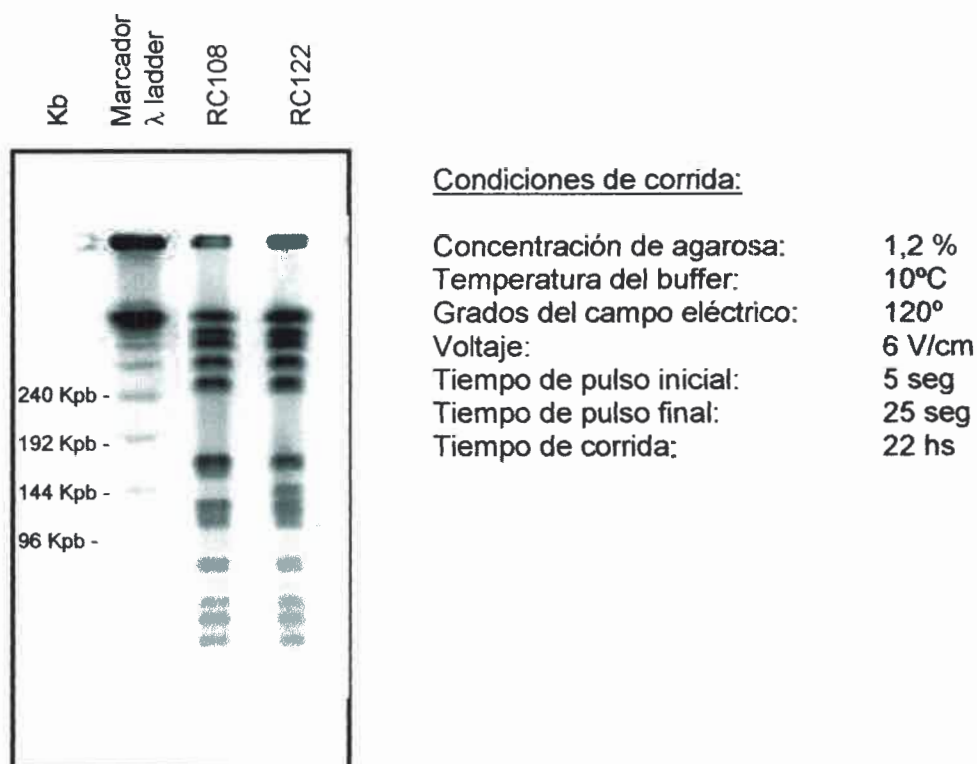 Kb
Marcador
λ ladder
RC108
RC122
240 Kpb -
192 Kpb -
144 Kpb -
96 Kpb -
Condiciones de corrida:
Concentración de agarosa: 1,2 %
Temperatura del buffer: 10ºC
Grados del campo eléctrico: 120º
Voltaje: 6 V/cm
Tiempo de pulso inicial: 5 seg
Tiempo de pulso final: 25 seg
Tiempo de corrida: 22 hs